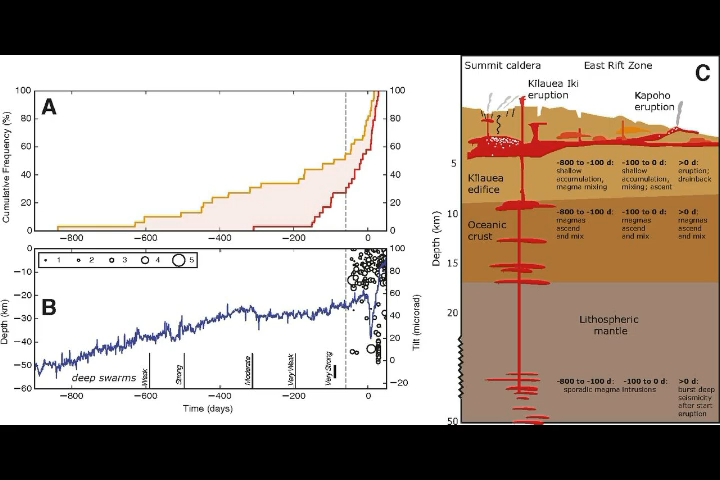 A
Cumulative Frequency (%)
100
80
60
40
20
0
100
80
60
40
20
0
−800 −600 −400 −200 0
B
1 2 3 4 5
Depth (km)
0
−10
−20
−30
−40
−50
−60
100
80
60
40
20
0
−20
Tilt (microrad)
deep swarms
Weak
Strong
Moderate
Very Weak
Very Strong
−800 −600 −400 −200 0
Time (days)
Summit caldera
East Rift Zone
C
Kīlauea Iki
eruption
Kapoho
eruption
Depth (km)
5
10
15
20
50
Kīlauea
edifice
-800 to -100 d:
shallow
accumulation,
magma mixing
-100 to 0 d:
shallow
accumulation,
mixing; ascent
>0 d:
eruption;
drainback
Oceanic
crust
-800 to -100 d:
magmas
ascend
and mix
-100 to 0 d:
magmas
ascend
and mix
>0 d:
magmas
ascend
and mix
Lithospheric
mantle
-800 to -100 d: -100 to 0 d:
sporadic magma intrusions
>0 d:
burst deep
seismicity
after start
eruption